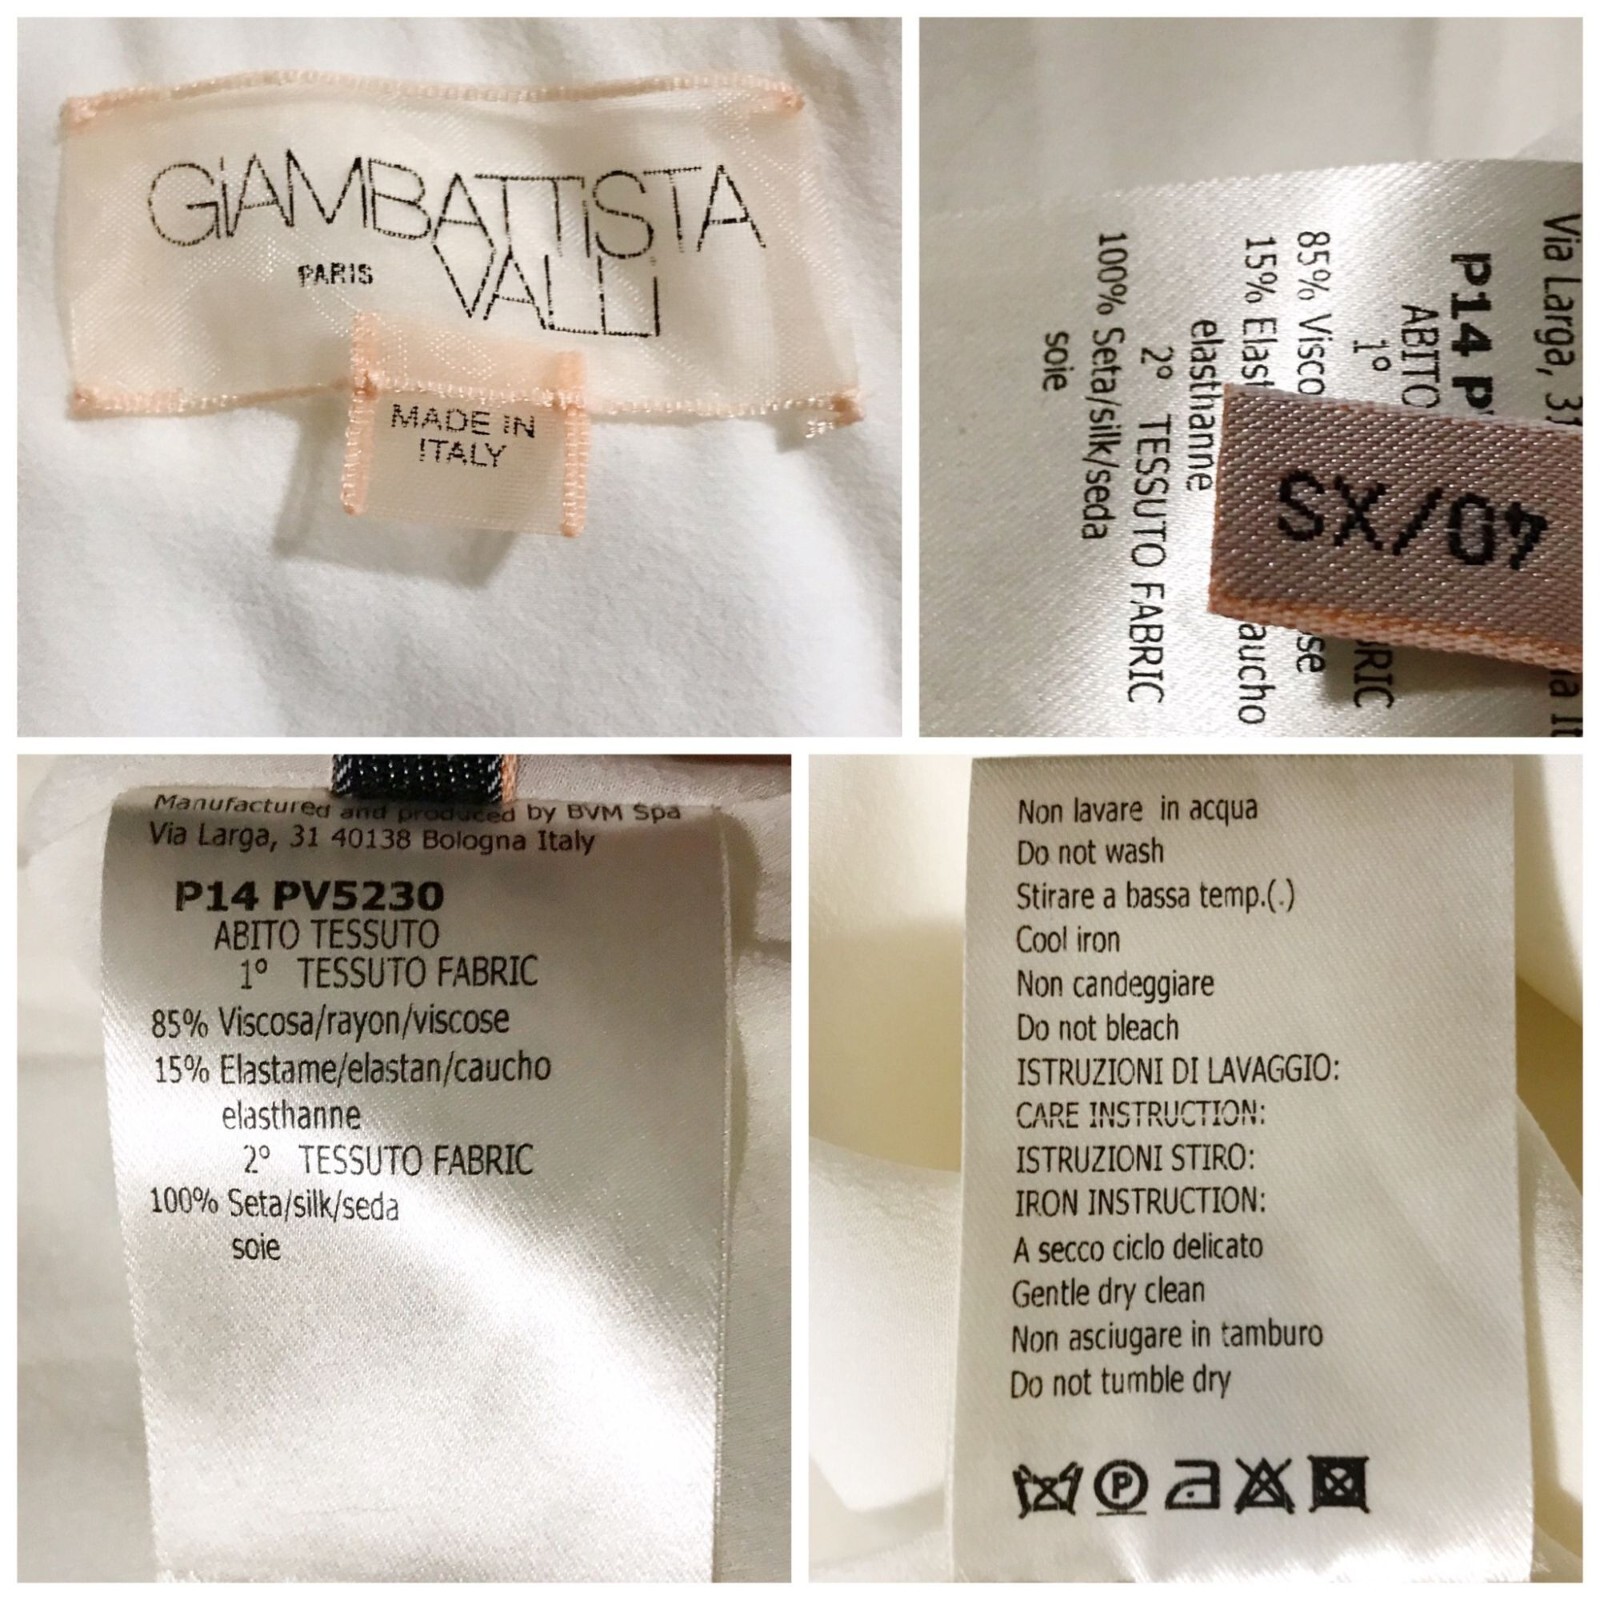 GiAMBATTiSTA
PARIS VALLi
MADE IN
ITALY
Via Larga, 31
P14 P
ABITO
1° BRIC
85% Visco se
15% Elast aucho
elasthanne
2° TESSUTO FABRIC
100% Seta/silk/seda
soie
40/XS
Manufactured and produced by BVM Spa
Via Larga, 31 40138 Bologna Italy
P14 PV5230
ABITO TESSUTO
1° TESSUTO FABRIC
85% Viscosa/rayon/viscose
15% Elastame/elastan/caucho
elasthanne
2° TESSUTO FABRIC
100% Seta/silk/seda
soie
Non lavare in acqua
Do not wash
Stirare a bassa temp.(.)
Cool iron
Non candeggiare
Do not bleach
ISTRUZIONI DI LAVAGGIO:
CARE INSTRUCTION:
ISTRUZIONI STIRO:
IRON INSTRUCTION:
A secco ciclo delicato
Gentle dry clean
Non asciugare in tamburo
Do not tumble dry
P